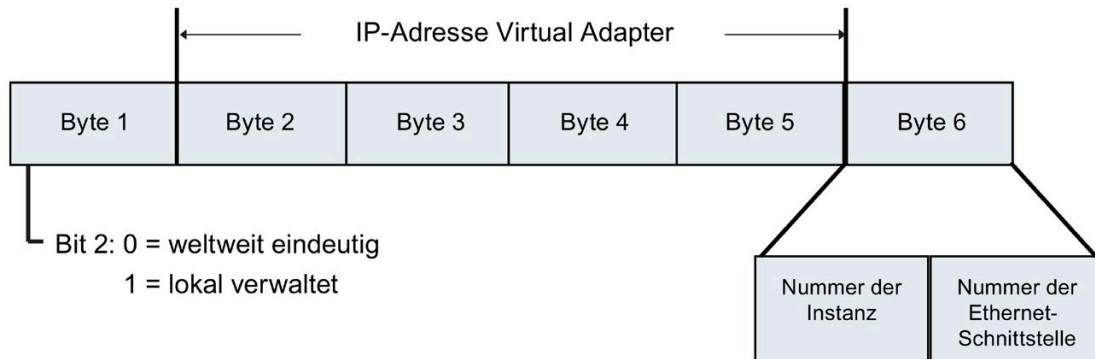 IP-Adresse Virtual Adapter
Byte 1
Byte 2
Byte 3
Byte 4
Byte 5
Byte 6
Bit 2: 0 = weltweit eindeutig
1 = lokal verwaltet
Nummer der
Instanz
Nummer der
Ethernet-
Schnittstelle